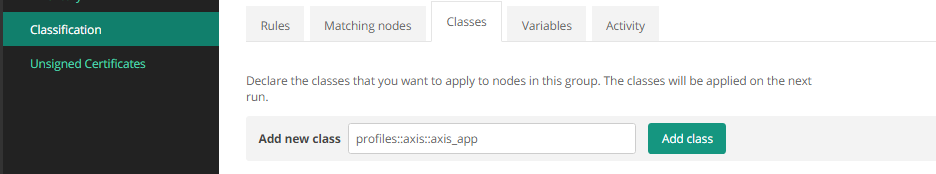 Classification
Unsigned Certificates
Rules Matching nodes Classes Variables Activity
Declare the classes that you want to apply to nodes in this group. The classes will be applied on the next
run.
Add new class profiles::axis::axis_app Add class